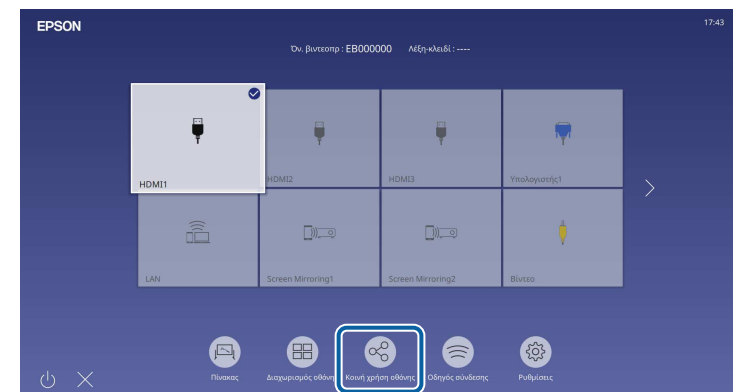 EPSON
17:43
Όν. βιντεοπρ : EB000000 Λέξη-κλειδί : ----
HDMI1
HDMI2
HDMI3
Υπολογιστής1
LAN
Screen Mirroring1
Screen Mirroring2
Βίντεο
Πίνακας
Διαχωρισμός οθόνη
Κοινή χρήση οθόνης
Οδηγός σύνδεσης
Ρυθμίσεις